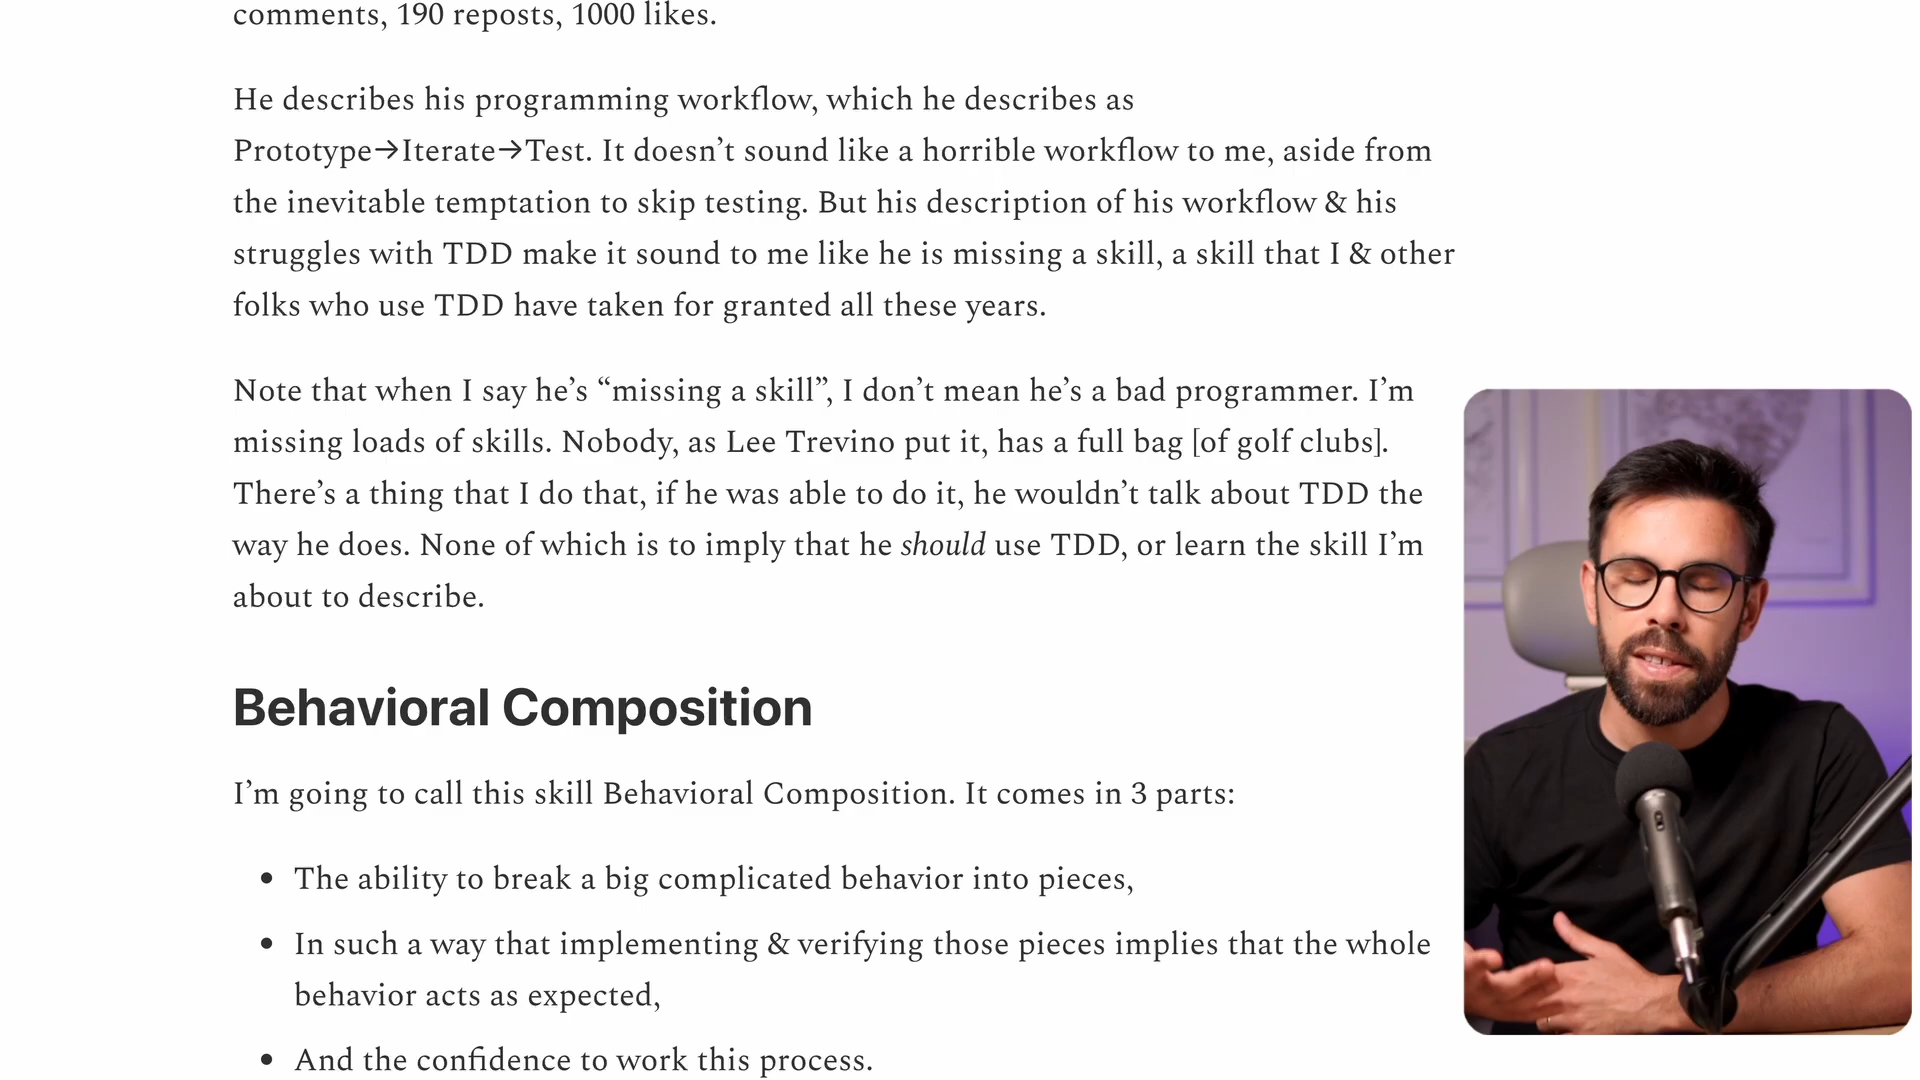 comments, 190 reposts, 1000 likes.
He describes his programming workflow, which he describes as
Prototype→Iterate→Test. It doesn’t sound like a horrible workflow to me, aside from
the inevitable temptation to skip testing. But his description of his workflow & his
struggles with TDD make it sound to me like he is missing a skill, a skill that I & other
folks who use TDD have taken for granted all these years.
Note that when I say he’s “missing a skill”, I don’t mean he’s a bad programmer. I’m
missing loads of skills. Nobody, as Lee Trevino put it, has a full bag [of golf clubs].
There’s a thing that I do that, if he was able to do it, he wouldn’t talk about TDD the
way he does. None of which is to imply that he should use TDD, or learn the skill I’m
about to describe.
Behavioral Composition
I’m going to call this skill Behavioral Composition. It comes in 3 parts:
• The ability to break a big complicated behavior into pieces,
• In such a way that implementing & verifying those pieces implies that the whole
behavior acts as expected,
• And the confidence to work this process.